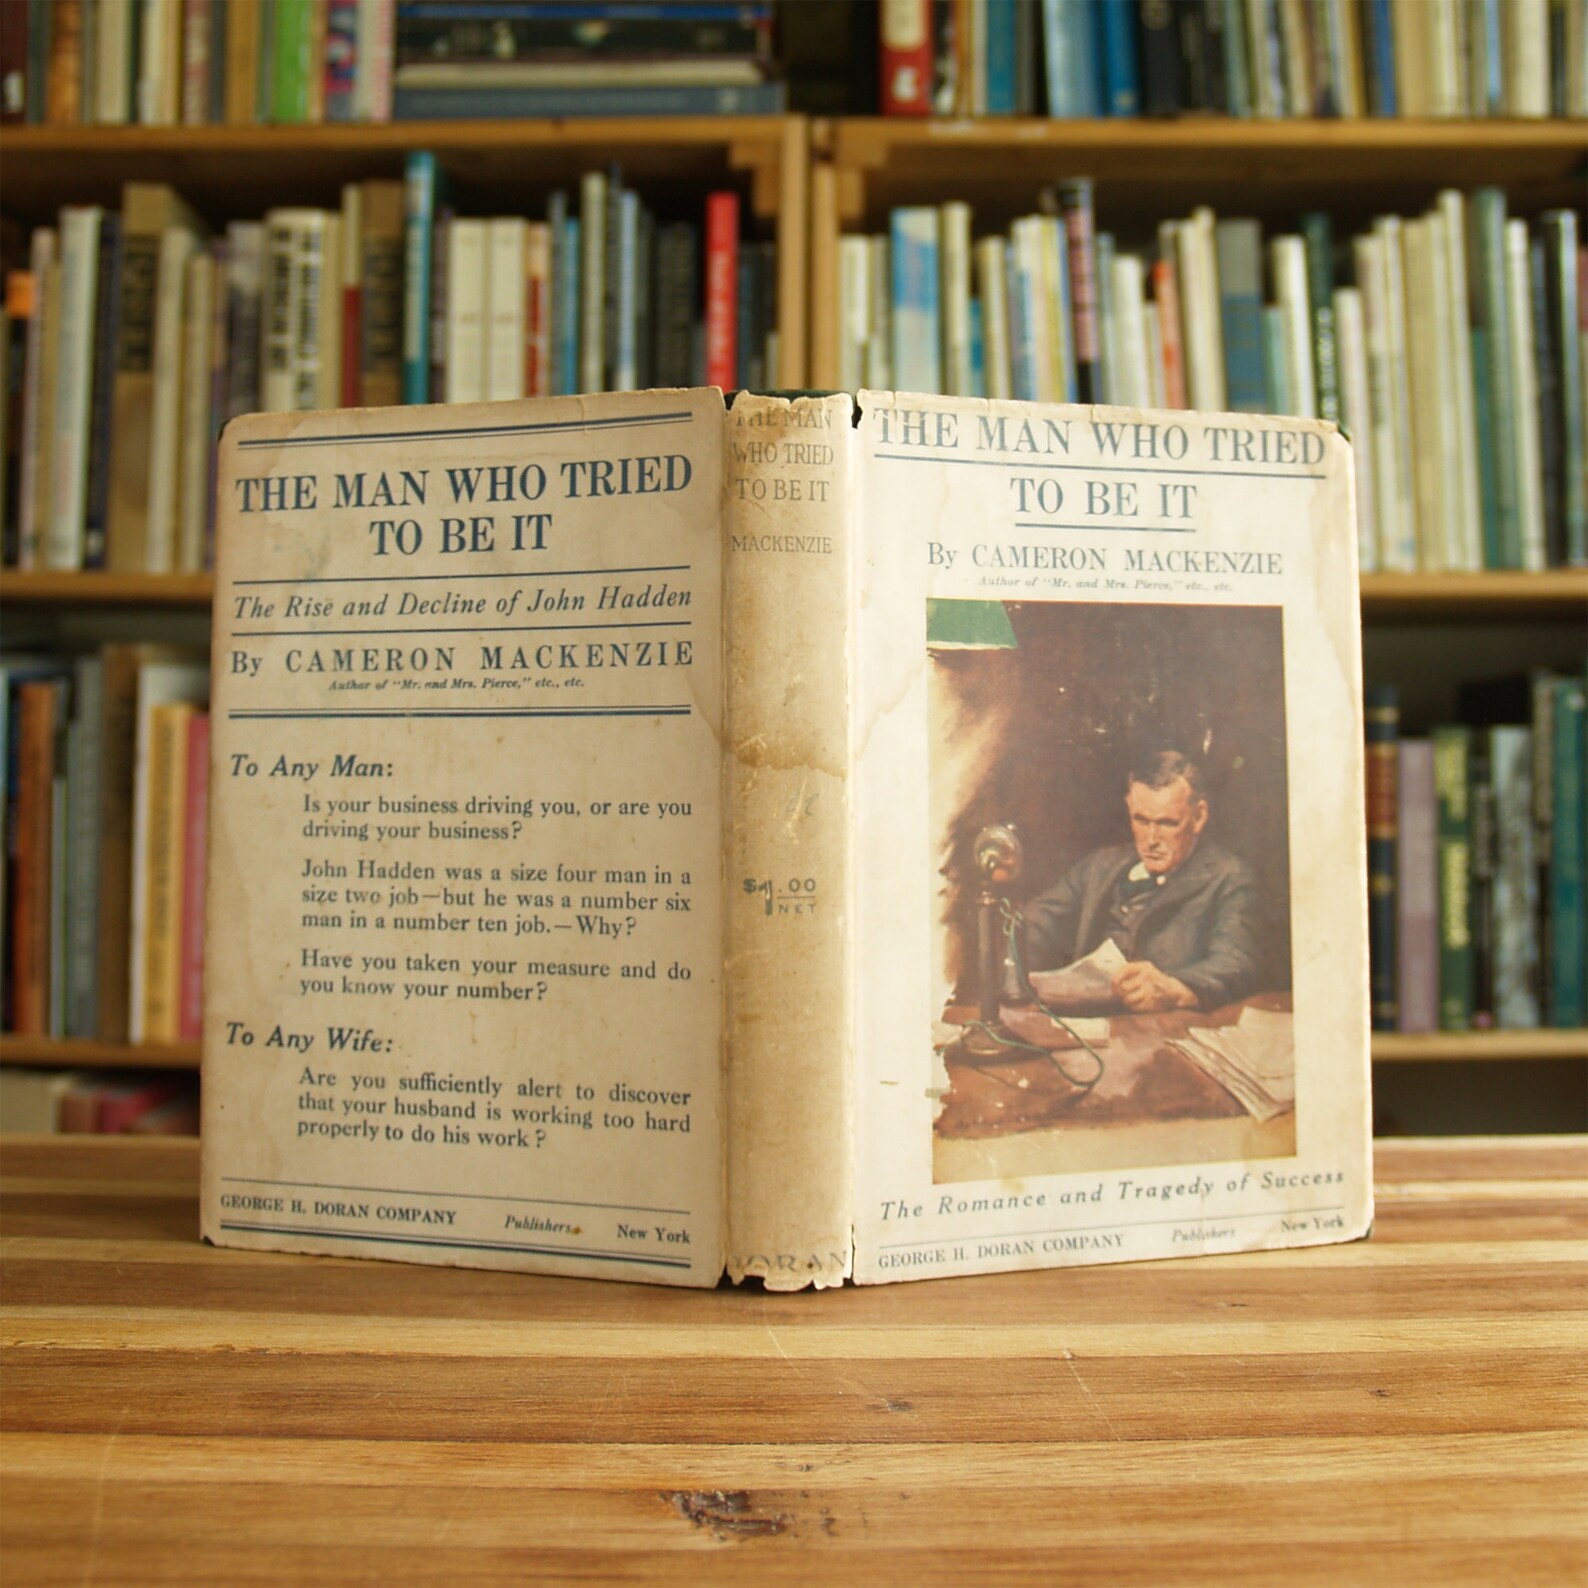 THE MAN WHO TRIED
TO BE IT
The Rise and Decline of John Hadden
By CAMERON MACKENZIE
Author of "Mr. and Mrs. Pierce," etc., etc.
To Any Man:
Is your business driving you, or are you
driving your business?
John Hadden was a size four man in a
size two job—but he was a number six
man in a number ten job.—Why?
Have you taken your measure and do
you know your number?
To Any Wife:
Are you sufficiently alert to discover
that your husband is working too hard
properly to do his work?
GEORGE H. DORAN COMPANY Publishers New York
THE MAN
WHO TRIED
TO BE IT
MACKENZIE
$1.00
NET
DORAN
THE MAN WHO TRIED
TO BE IT
By CAMERON MACKENZIE
Author of "Mr. and Mrs. Pierce," etc., etc.
The Romance and Tragedy of Success
GEORGE H. DORAN COMPANY Publishers New York